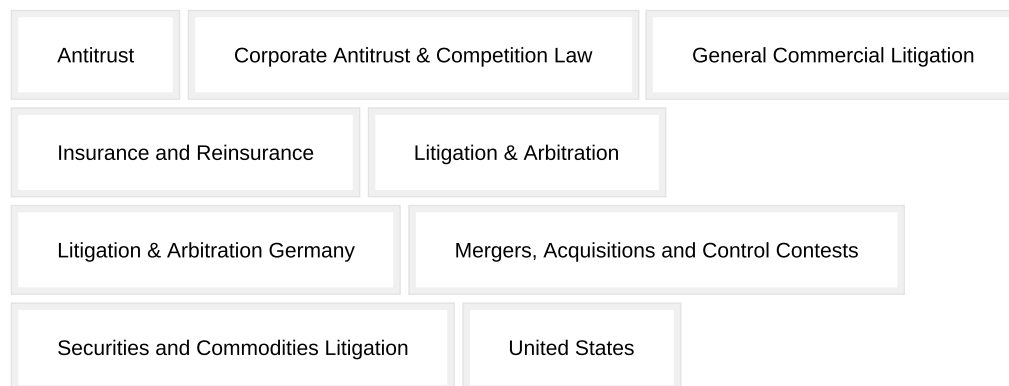 Antitrust Corporate Antitrust & Competition Law General Commercial Litigation
Insurance and Reinsurance Litigation & Arbitration
Litigation & Arbitration Germany Mergers, Acquisitions and Control Contests
Securities and Commodities Litigation United States